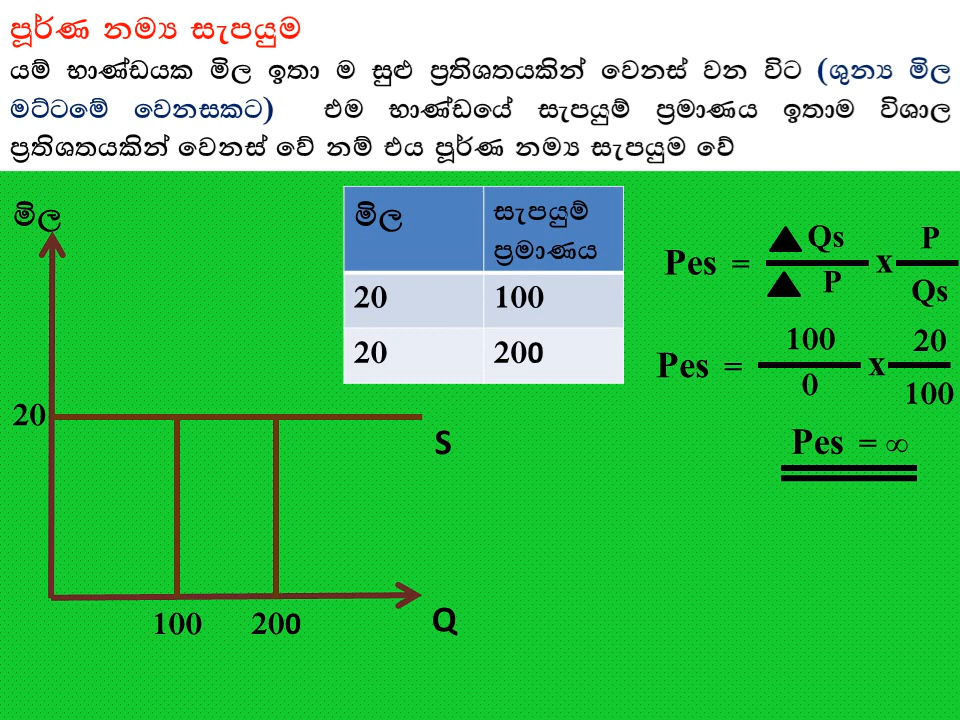 පූර්ණ නම්‍ය සැපයුම
යම් භාණ්ඩයක මිල ඉතා ම සුළු ප්‍රතිශතයකින් වෙනස් වන විට (ශුන්‍ය මිල
මට්ටමේ වෙනසකට) එම භාණ්ඩයේ සැපයුම් ප්‍රමාණය ඉතාම විශාල
ප්‍රතිශතයකින් වෙනස් වේ නම් එය පූර්ණ නම්‍ය සැපයුම වේ
මිල
මිල සැපයුම් ප්‍රමාණය
20 100
20 200
Pes = ▲Qs / ▲P x P / Qs
Pes = 100 / 0 x 20 / 100
Pes = ∞
20
S
100 200 Q